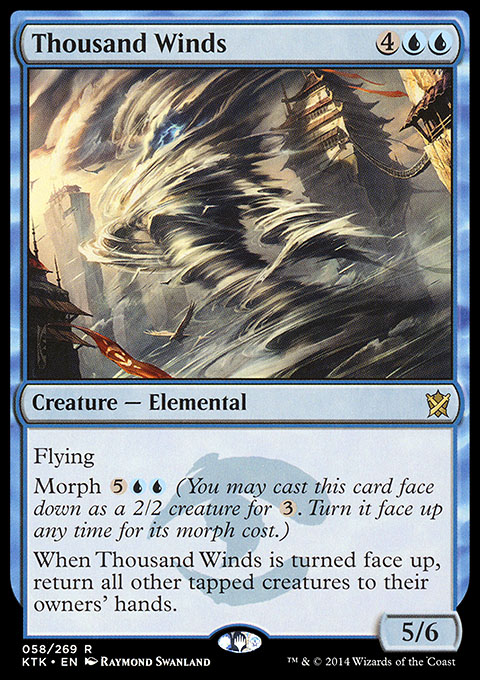 Thousand Winds 4
Creature — Elemental
Flying
Morph 5 (You may cast this card face
down as a 2/2 creature for 3. Turn it face up
any time for its morph cost.)
When Thousand Winds is turned face up,
return all other tapped creatures to their
owners' hands.
5/6
058/269 R
KTK • EN Raymond Swanland
™ & © 2014 Wizards of the Coast